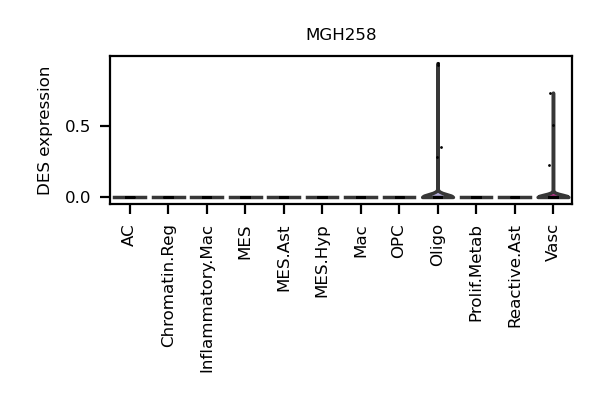 MGH258
DES expression
0.5
0.0
AC
Chromatin.Reg
Inflammatory.Mac
MES
MES.Ast
MES.Hyp
Mac
OPC
Oligo
Prolif.Metab
Reactive.Ast
Vasc